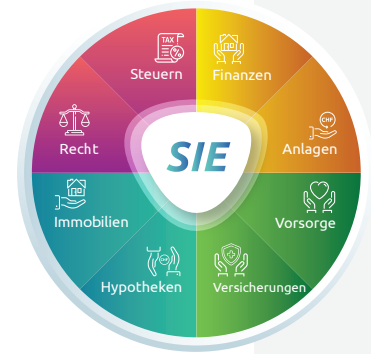 TAX
%
Steuern
Finanzen
CHF
Anlagen
Recht
SIE
Immobilien
Vorsorge
CHF
Hypotheken
Versicherungen